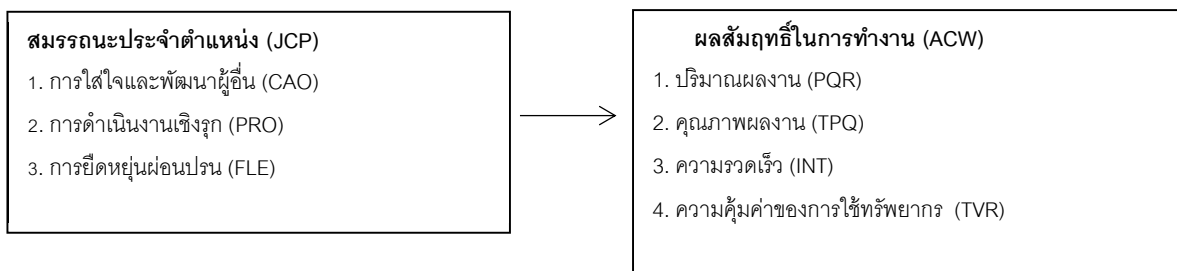 สมรรถนะประจำตำแหน่ง (JCP)
1. การใส่ใจและพัฒนาผู้อื่น (CAO)
2. การดำเนินงานเชิงรุก (PRO)
3. การยืดหยุ่นผ่อนปรน (FLE)
ผลสัมฤทธิ์ในการทำงาน (ACW)
1. ปริมาณผลงาน (PQR)
2. คุณภาพผลงาน (TPQ)
3. ความรวดเร็ว (INT)
4. ความคุ้มค่าของการใช้ทรัพยากร (TVR)